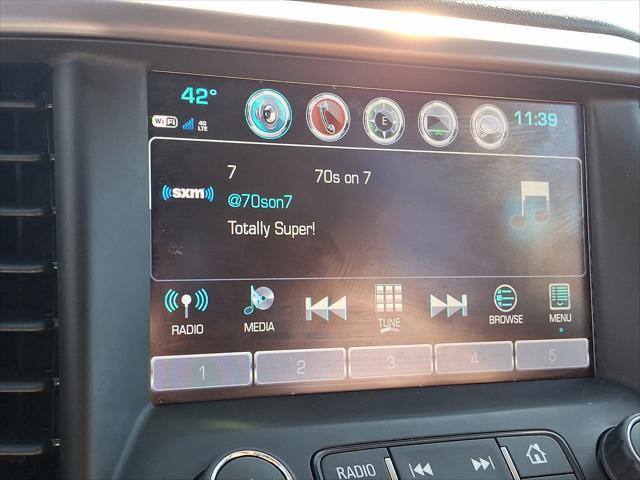 42°
E
11:39
WiFi
4G
LTE
7 70s on 7
((sxm))
@70son7
Totally Super!
RADIO
MEDIA
TUNE
BROWSE
MENU
1 2 3 4 5
RADIO